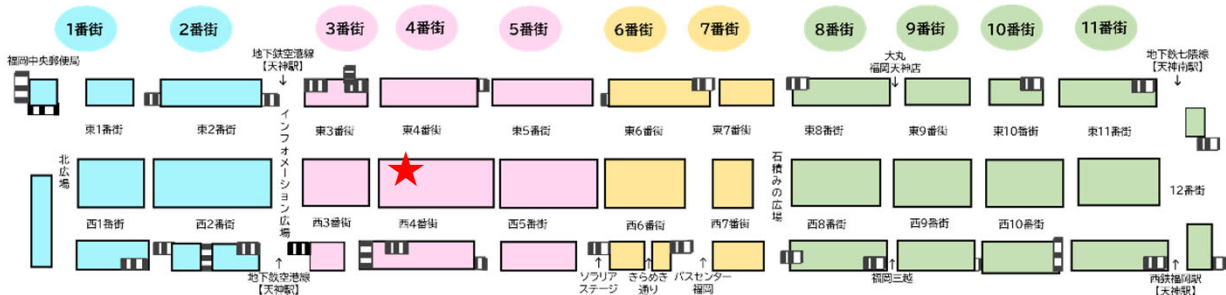 1番街
2番街
3番街
4番街
5番街
6番街
7番街
8番街
9番街
10番街
11番街
福岡中央郵便局
地下鉄空港線
【天神駅】
大丸
福岡天神店
地下鉄七隈線
【天神南駅】
東1番街
東2番街
東3番街
東4番街
東5番街
東6番街
東7番街
東8番街
東9番街
東10番街
東11番街
北広場
インフォメーション広場
石積みの広場
12番街
西1番街
西2番街
西3番街
西4番街
西5番街
西6番街
西7番街
西8番街
西9番街
西10番街
地下鉄空港線
【天神駅】
ソラリア
ステージ
きらめき
通り
バスセンター
福岡
福岡三越
西鉄福岡駅
【天神駅】